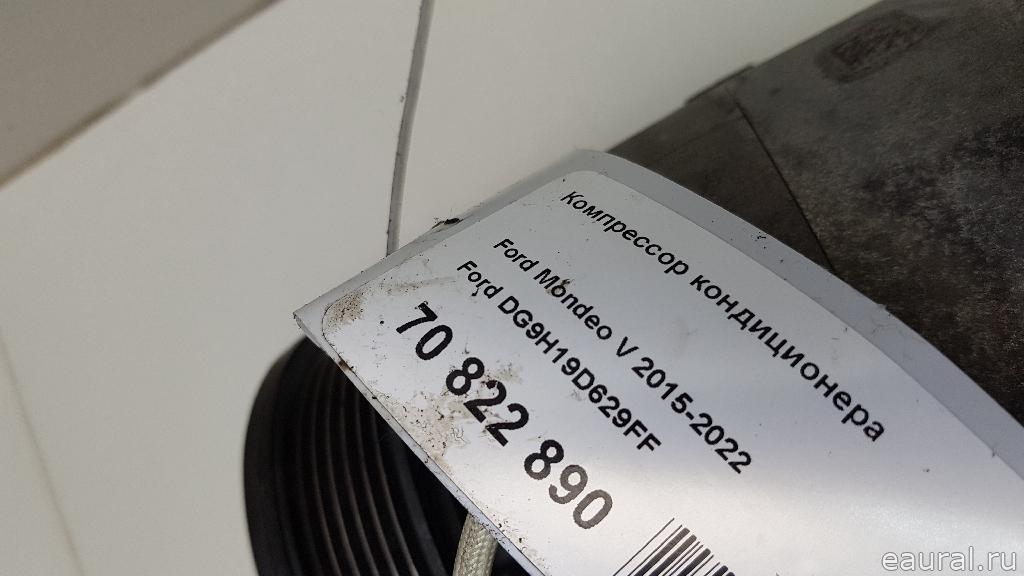 Компрессор кондиционера
Ford Mondeo V 2015-2022
Ford DG9H19D629FF
70 822 890
eaural.ru